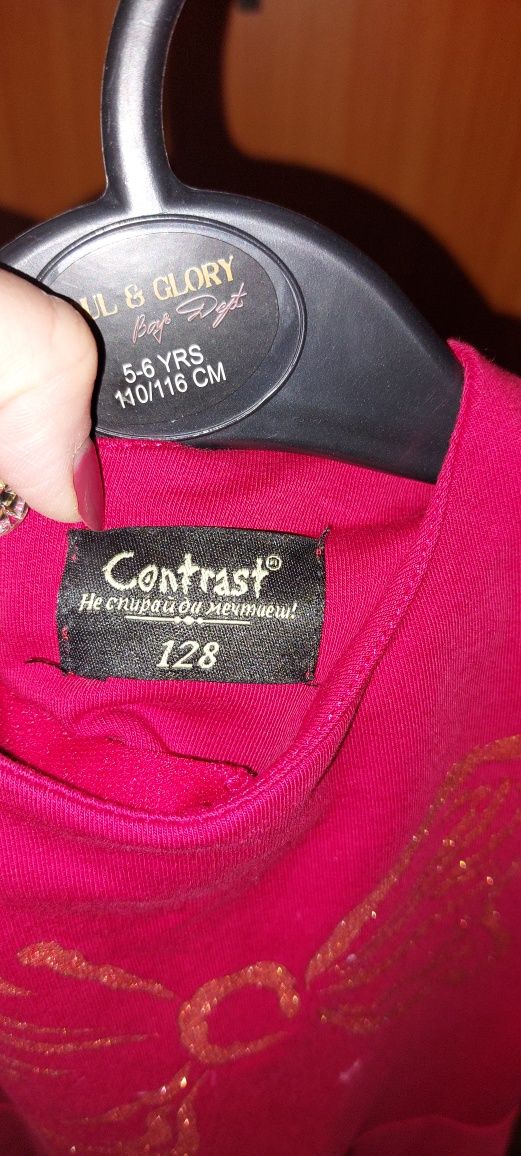 UL & GLORY
Boys Dept
5-6 YRS
110/116 CM
Contrast®
Не спирай да мечтаеш!
128